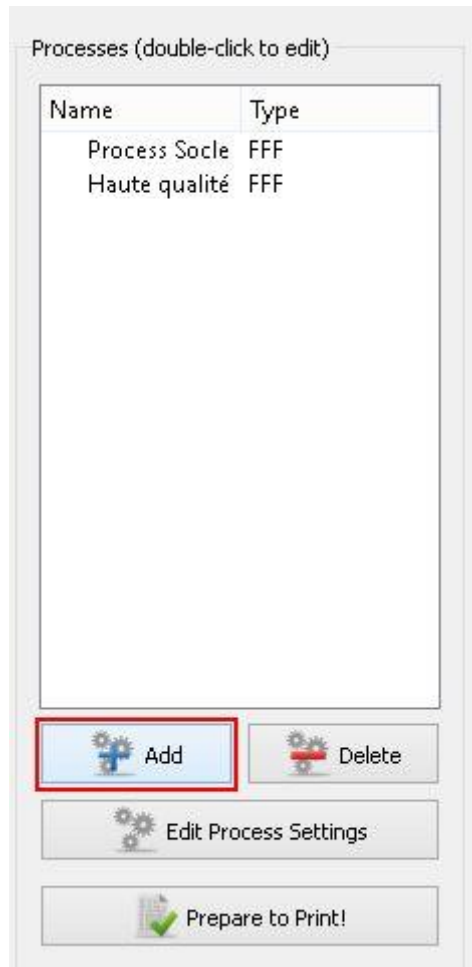 Processes (double-click to edit)
Name Type
Process Socle FFF
Haute qualité FFF
Add Delete
Edit Process Settings
Prepare to Print!